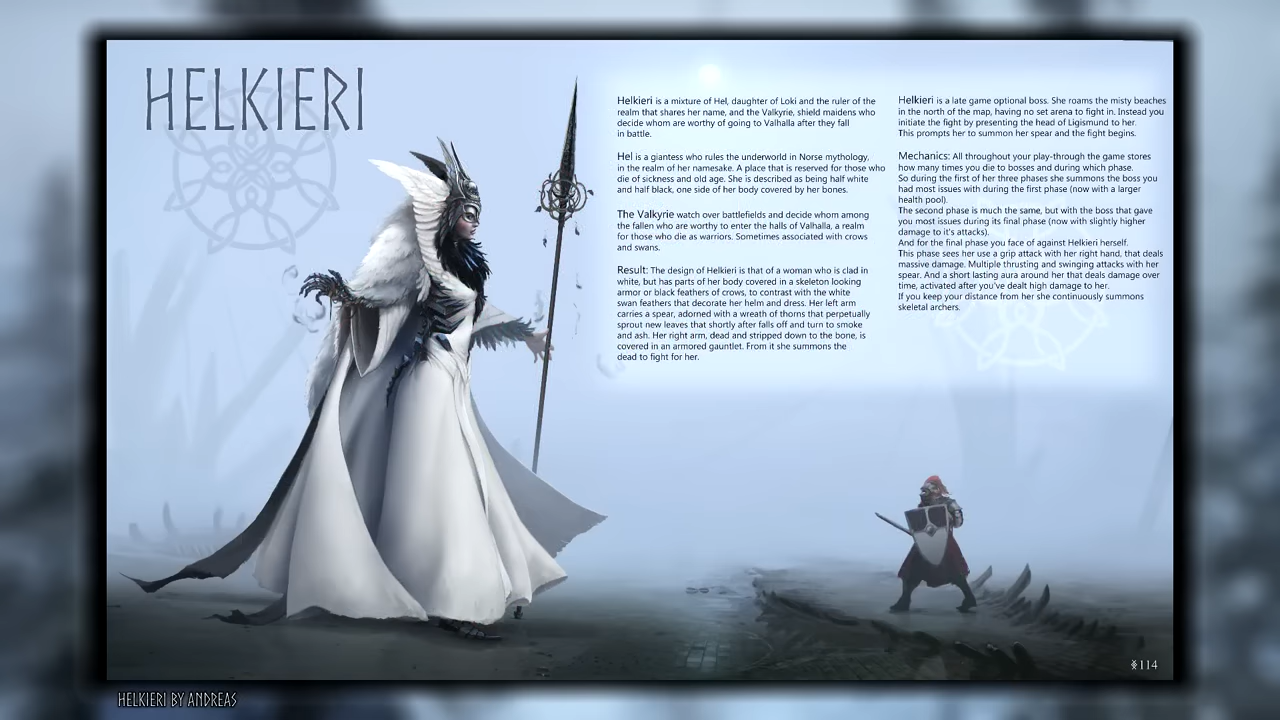 HELKIERI
Helkieri is a mixture of Hel, daughter of Loki and the ruler of the
realm that shares her name, and the Valkyrie, shield maidens who
decide whom are worthy of going to Valhalla after they fall
in battle.
Hel is a giantess who rules the underworld in Norse mythology,
in the realm of her namesake. A place that is reserved for those who
die of sickness and old age. She is described as being half white
and half black, one side of her body covered by her bones.
The Valkyrie watch over battlefields and decide whom among
the fallen who are worthy to enter the halls of Valhalla, a realm
for those who die as warriors. Sometimes associated with crows
and swans.
Result: The design of Helkieri is that of a woman who is clad in
white, but has parts of her body covered in a skeleton looking
armor or black feathers of crows, to contrast with the white
swan feathers that decorate her helm and dress. Her left arm
carries a spear, adorned with a wreath of thorns that perpetually
sprout new leaves that shortly after falls off and turn to smoke
and ash. Her right arm, dead and stripped down to the bone, is
covered in an armored gauntlet. From it she summons the
dead to fight for her.
Helkieri is a late game optional boss. She roams the misty beaches
in the north of the map, having no set arena to fight in. Instead you
initiate the fight by presenting the head of Ligismund to her.
This prompts her to summon her spear and the fight begins.
Mechanics: All throughout your play-through the game stores
how many times you die to bosses and during which phase.
So during the first of her three phases she summons the boss you
had most issues with during the first phase (now with a larger
health pool).
The second phase is much the same, but with the boss that gave
you most issues during its final phase (now with slightly higher
damage to it's attacks).
And for the final phase you face of against Helkieri herself.
This phase sees her use a grip attack with her right hand, that deals
massive damage. Multiple thrusting and swinging attacks with her
spear. And a short lasting aura around her that deals damage over
time, activated after you've dealt high damage to her.
If you keep your distance from her she continuously summons
skeletal archers.
114
HELKIERI BY ANDREAS